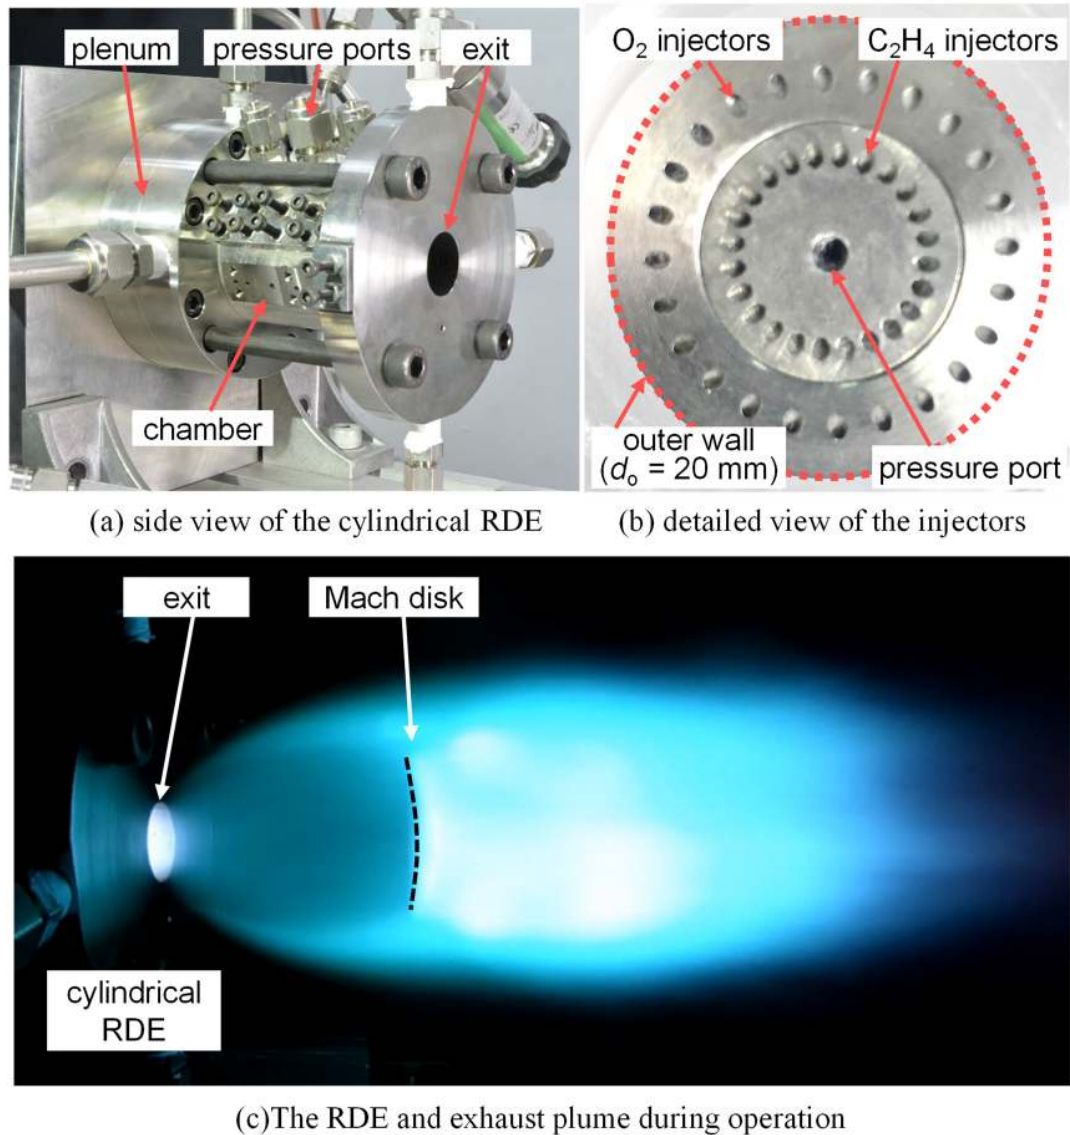 plenum pressure ports exit
chamber
(a) side view of the cylindrical RDE
O₂ injectors C₂H₄ injectors
outer wall
(dₒ = 20 mm)
pressure port
(b) detailed view of the injectors
exit Mach disk
cylindrical
RDE
(c)The RDE and exhaust plume during operation